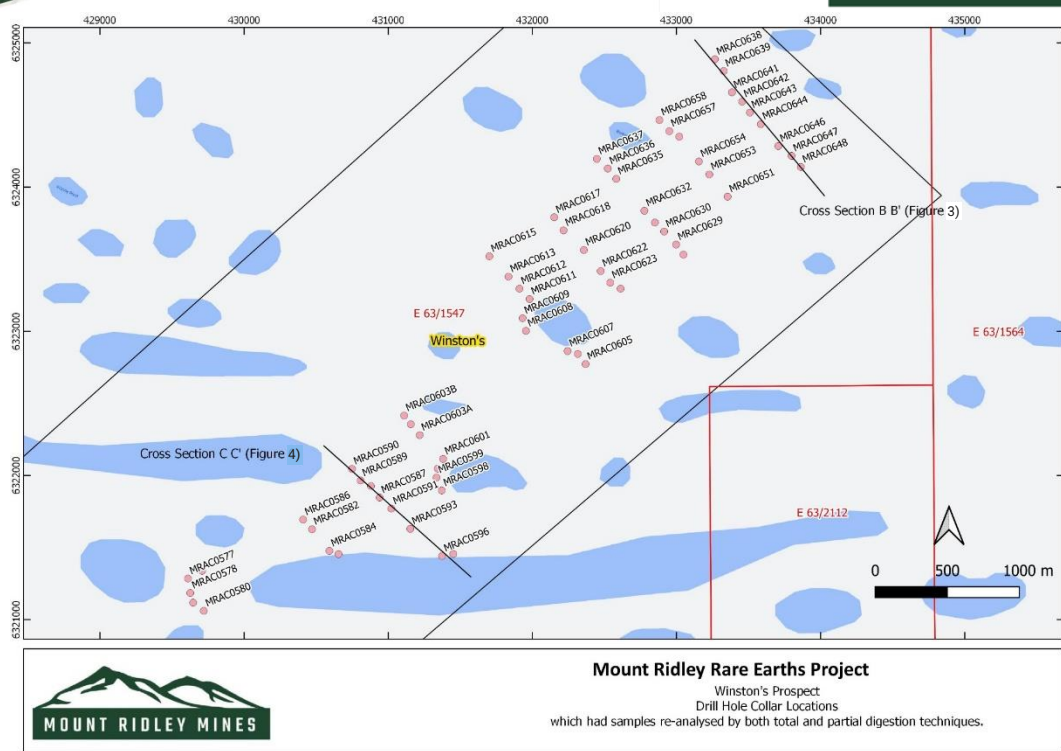 429000
430000
431000
432000
433000
434000
435000
6325000
6324000
6323000
6322000
6321000
MRAC0638
MRAC0639
MRAC0641
MRAC0642
MRAC0643
MRAC0644
MRAC0646
MRAC0647
MRAC0648
MRAC0658
MRAC0657
MRAC0654
MRAC0653
MRAC0651
MRAC0637
MRAC0636
MRAC0635
MRAC0632
MRAC0630
MRAC0629
MRAC0617
MRAC0618
MRAC0620
MRAC0622
MRAC0623
MRAC0615
MRAC0613
MRAC0612
MRAC0611
MRAC0609
MRAC0608
MRAC0607
MRAC0605
Cross Section B B' (Figure 3)
E 63/1547
Winston's
E 63/1564
MRAC0603B
MRAC0603A
MRAC0601
MRAC0599
MRAC0598
Cross Section C C' (Figure 4)
MRAC0590
MRAC0589
MRAC0587
MRAC0591
MRAC0593
MRAC0596
MRAC0586
MRAC0582
MRAC0584
MRAC0577
MRAC0578
MRAC0580
E 63/2112
0 500 1000 m
MOUNT RIDLEY MINES
Mount Ridley Rare Earths Project
Winston's Prospect
Drill Hole Collar Locations
which had samples re-analysed by both total and partial digestion techniques.